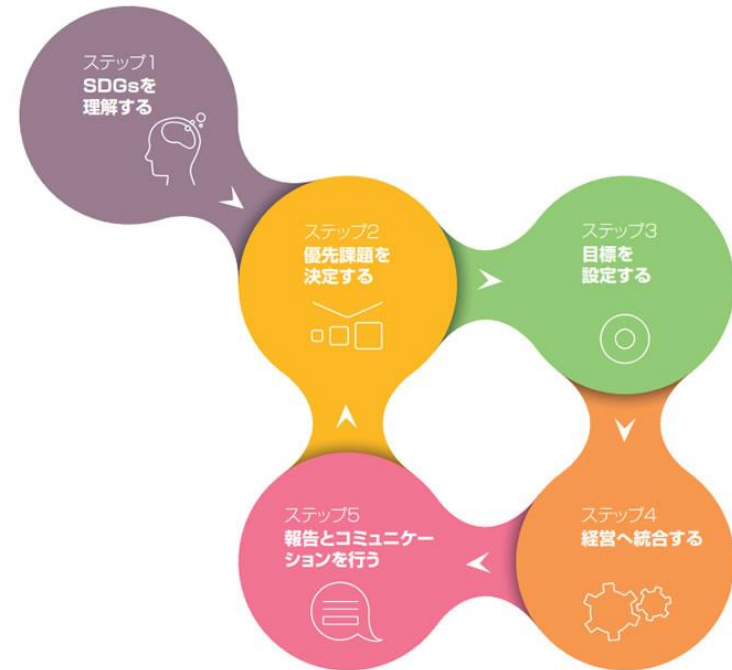 ステップ1
SDGsを
理解する
ステップ2
優先課題を
決定する
ステップ3
目標を
設定する
ステップ4
経営へ統合する
ステップ5
報告とコミュニケー
ションを行う